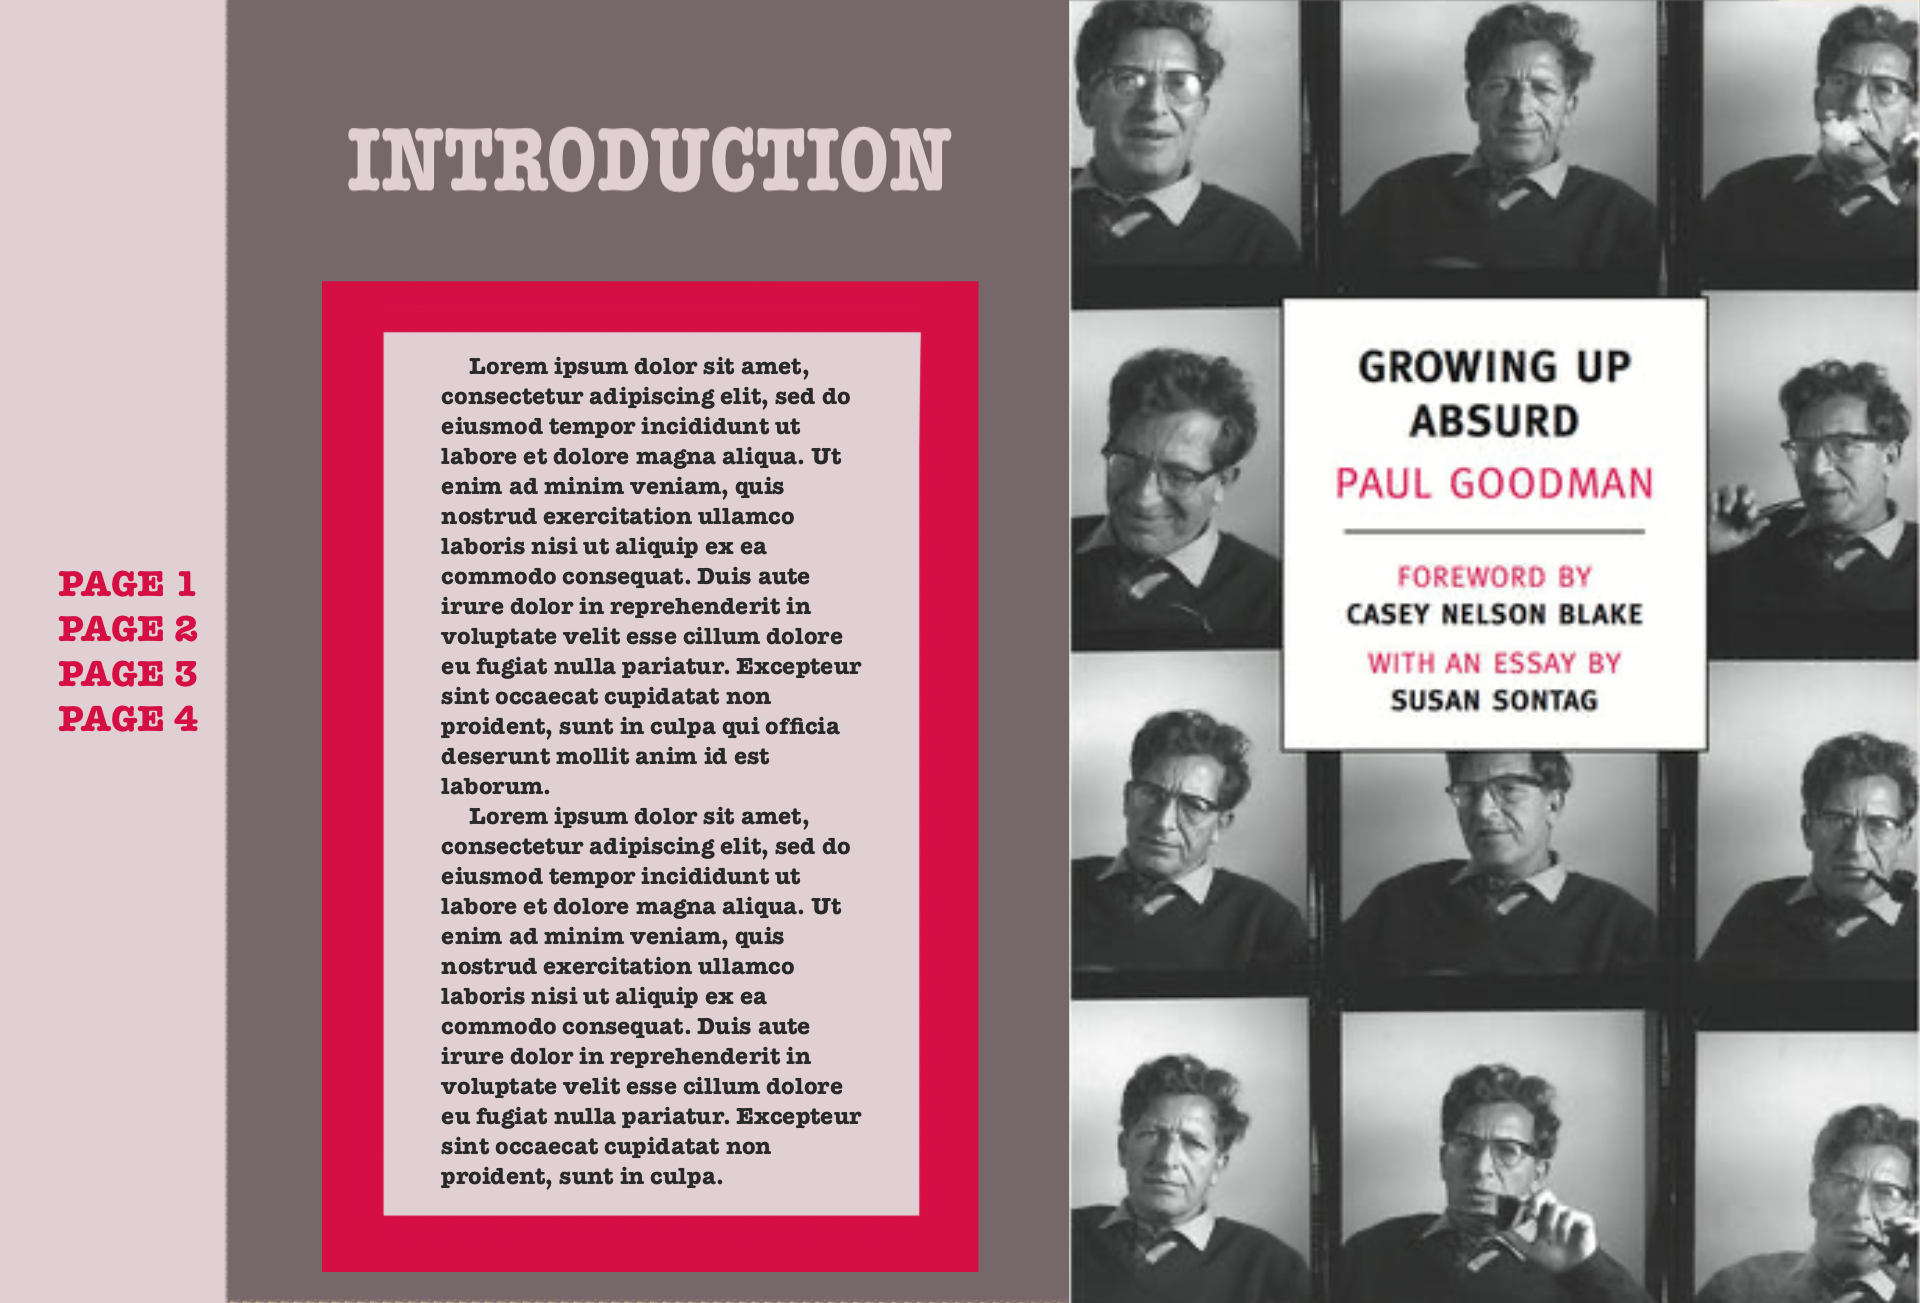 PAGE 1
PAGE 2
PAGE 3
PAGE 4
INTRODUCTION
Lorem ipsum dolor sit amet,
consectetur adipiscing elit, sed do
eiusmod tempor incididunt ut
labore et dolore magna aliqua. Ut
enim ad minim veniam, quis
nostrud exercitation ullamco
laboris nisi ut aliquip ex ea
commodo consequat. Duis aute
irure dolor in reprehenderit in
voluptate velit esse cillum dolore
eu fugiat nulla pariatur. Excepteur
sint occaecat cupidatat non
proident, sunt in culpa qui officia
deserunt mollit anim id est
laborum.
Lorem ipsum dolor sit amet,
consectetur adipiscing elit, sed do
eiusmod tempor incididunt ut
labore et dolore magna aliqua. Ut
enim ad minim veniam, quis
nostrud exercitation ullamco
laboris nisi ut aliquip ex ea
commodo consequat. Duis aute
irure dolor in reprehenderit in
voluptate velit esse cillum dolore
eu fugiat nulla pariatur. Excepteur
sint occaecat cupidatat non
proident, sunt in culpa.
GROWING UP
ABSURD
PAUL GOODMAN
FOREWORD BY
CASEY NELSON BLAKE
WITH AN ESSAY BY
SUSAN SONTAG